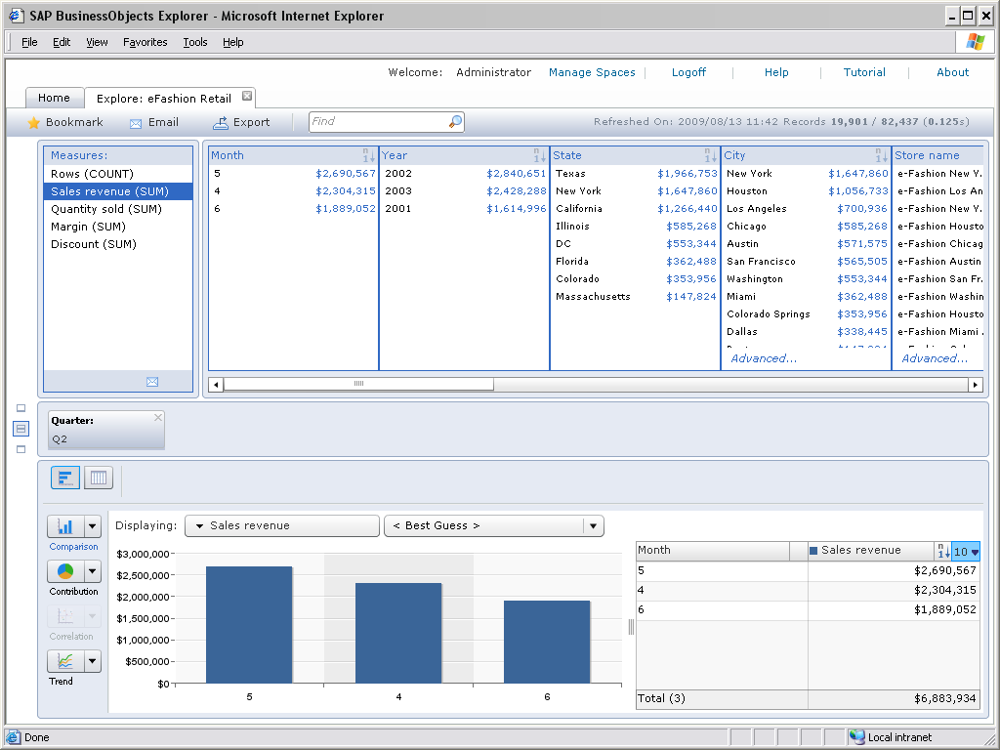 SAP BusinessObjects Explorer - Microsoft Internet Explorer
File Edit View Favorites Tools Help
Welcome: Administrator Manage Spaces Logoff Help Tutorial About
Home Explore: eFashion Retail
Bookmark Email Export Find Refreshed On: 2009/08/13 11:42 Records 19,901 / 82,437 (0.125s)
Measures:
Rows (COUNT)
Sales revenue (SUM)
Quantity sold (SUM)
Margin (SUM)
Discount (SUM)
Month
5 $2,690,567
4 $2,304,315
6 $1,889,052
Year
2002 $2,840,651
2003 $2,428,288
2001 $1,614,996
State
Texas $1,966,753
New York $1,647,860
California $1,266,440
Illinois $585,268
DC $553,344
Florida $362,488
Colorado $353,956
Massachusetts $147,824
City
New York $1,647,860
Houston $1,056,733
Los Angeles $700,936
Chicago $585,268
Austin $571,575
San Francisco $565,505
Washington $553,344
Miami $362,488
Colorado Springs $353,956
Dallas $338,445
Advanced...
Store name
e-Fashion New Y.
e-Fashion Los An
e-Fashion New Y.
e-Fashion Housto
e-Fashion Chicag
e-Fashion Austin
e-Fashion San Fr.
e-Fashion Washin
e-Fashion Housto
e-Fashion Miami .
Advanced...
Quarter:
Q2
Comparison
Contribution
Correlation
Trend
Displaying: Sales revenue < Best Guess >
$3,000,000
$2,500,000
$2,000,000
$1,500,000
$1,000,000
$500,000
$0
5 4 6
Month Sales revenue 10
5 $2,690,567
4 $2,304,315
6 $1,889,052
Total (3) $6,883,934
Done Local intranet